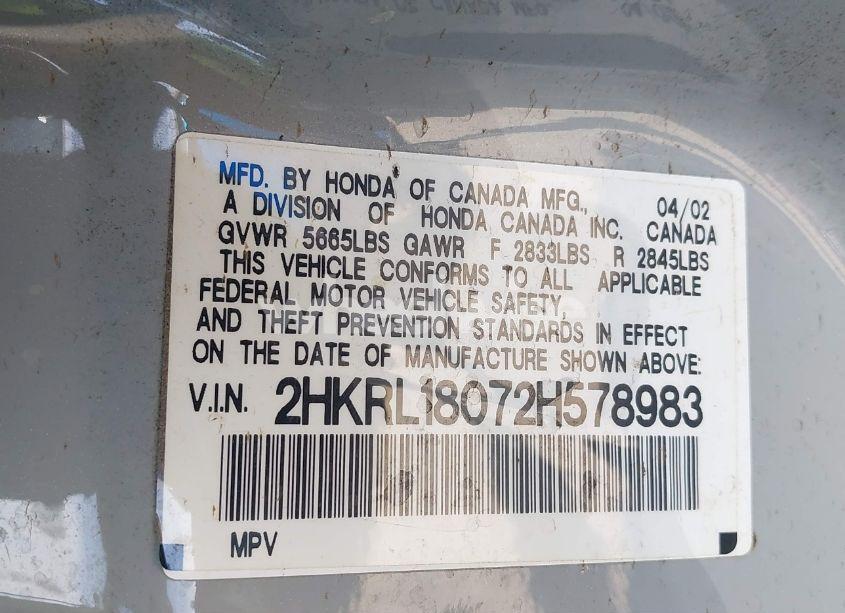 MFD. BY HONDA OF CANADA MFG., 04/02
A DIVISION OF HONDA CANADA INC. CANADA
GVWR 5665LBS GAWR F 2833LBS R 2845LBS
THIS VEHICLE CONFORMS TO ALL APPLICABLE
FEDERAL MOTOR VEHICLE SAFETY,
AND THEFT PREVENTION STANDARDS IN EFFECT
ON THE DATE OF MANUFACTURE SHOWN ABOVE:
V.I.N. 2HKRL18072H578983
MPV